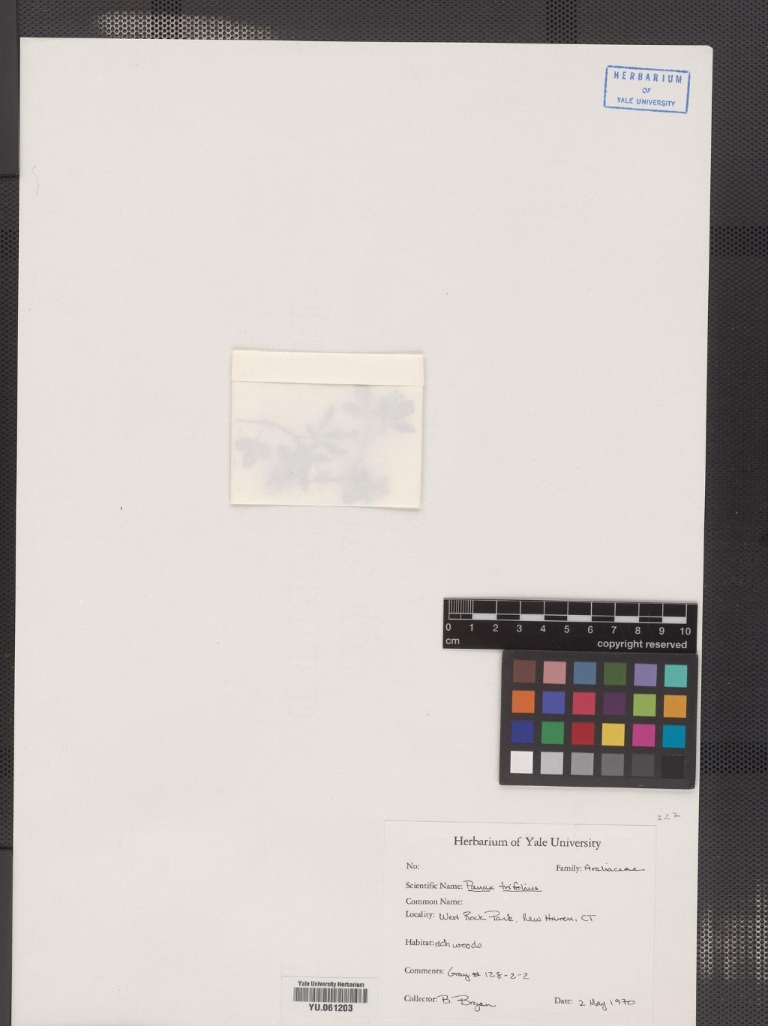 HERBARIUM
OF
YALE UNIVERSITY
0 1 2 3 4 5 6 7 8 9 10
cm
copyright reserved
227
Herbarium of Yale University
No: Family: Araliaceae
Scientific Name: Panax trifolius
Common Name:
Locality: West Rock Park, New Haven, CT
Habitat: rich woods
Comments: Gray # 128-2-2
Collector: B. Bryan Date: 2 May 1970
Yale University Herbarium
YU.061203